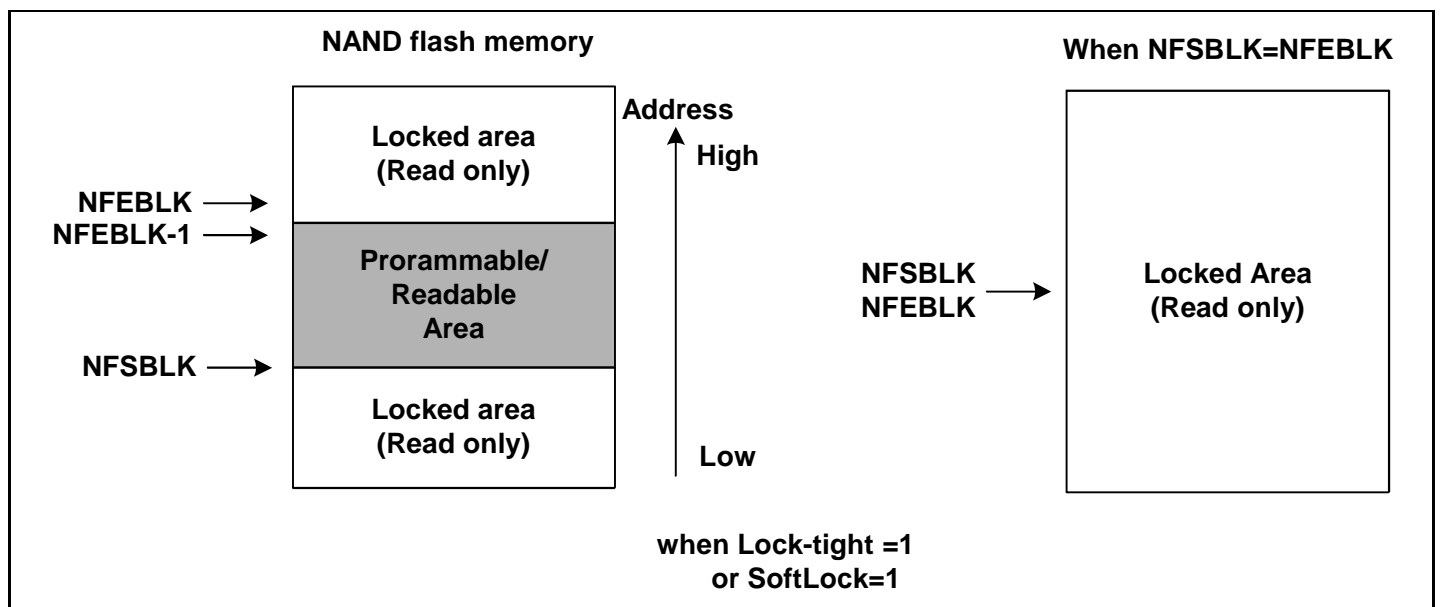 NAND flash memory
Locked area
(Read only)
Address
High
NFEBLK
NFEBLK-1
Prorammable/
Readable
Area
NFSBLK
Locked area
(Read only)
Low
when Lock-tight =1
or SoftLock=1
When NFSBLK=NFEBLK
NFSBLK
NFEBLK
Locked Area
(Read only)